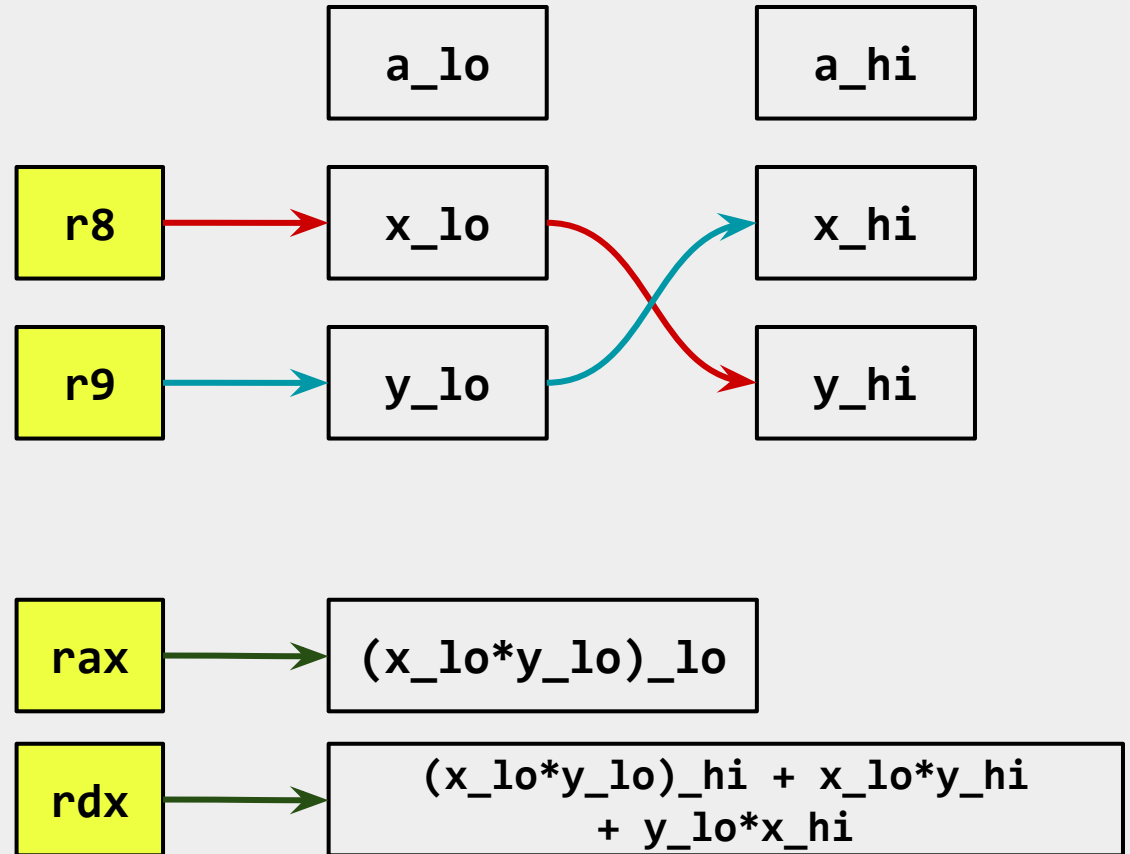 a_lo a_hi
r8 x_lo x_hi
r9 y_lo y_hi
rax (x_lo*y_lo)_lo
rdx (x_lo*y_lo)_hi + x_lo*y_hi
+ y_lo*x_hi